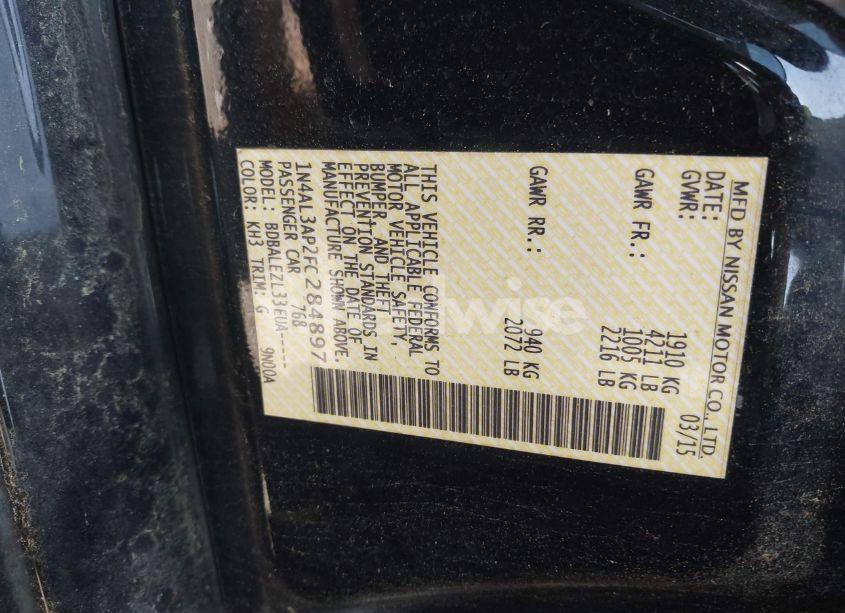 MFD BY NISSAN MOTOR CO., LTD.
DATE: 03/15
GVWR: 1910 KG
4211 LB
GAWR FR.: 1005 KG
2216 LB
GAWR RR.: 940 KG
2072 LB
THIS VEHICLE CONFORMS TO
ALL APPLICABLE FEDERAL
MOTOR VEHICLE SAFETY,
BUMPER, AND THEFT
PREVENTION STANDARDS IN
EFFECT ON THE DATE OF
MANUFACTURE SHOWN ABOVE.
1N4AL3AP2FC284897
PASSENGER CAR 768
MODEL: BDBALEZL33EUA-----
COLOR: KH3 TRIM: G 9N00A